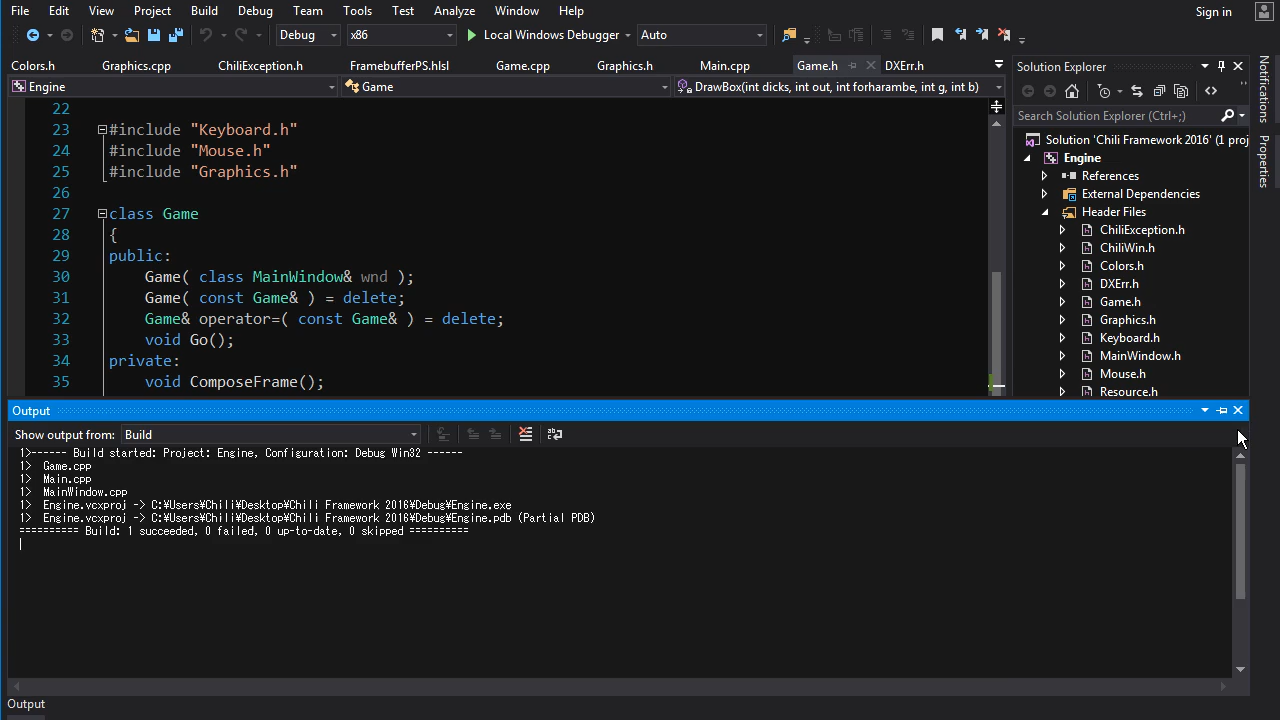 File Edit View Project Build Debug Team Tools Test Analyze Window Help Sign in
Debug x86 Local Windows Debugger Auto
Colors.h Graphics.cpp ChiliException.h FramebufferPS.hlsl Game.cpp Graphics.h Main.cpp Game.h DXErr.h
Engine Game DrawBox(int dicks, int out, int forharambe, int g, int b)
22
23 #include "Keyboard.h"
24 #include "Mouse.h"
25 #include "Graphics.h"
26
27 class Game
28 {
29 public:
30 Game( class MainWindow& wnd );
31 Game( const Game& ) = delete;
32 Game& operator=( const Game& ) = delete;
33 void Go();
34 private:
35 void ComposeFrame();
Solution Explorer
Search Solution Explorer (Ctrl+;)
Solution 'Chili Framework 2016' (1 proj
Engine
References
External Dependencies
Header Files
ChiliException.h
ChiliWin.h
Colors.h
DXErr.h
Game.h
Graphics.h
Keyboard.h
MainWindow.h
Mouse.h
Resource.h
Notifications
Properties
Output
Show output from: Build
1>------ Build started: Project: Engine, Configuration: Debug Win32 ------
1> Game.cpp
1> Main.cpp
1> MainWindow.cpp
1> Engine.vcxproj -> C:¥Users¥Chili¥Desktop¥Chili Framework 2016¥Debug¥Engine.exe
1> Engine.vcxproj -> C:¥Users¥Chili¥Desktop¥Chili Framework 2016¥Debug¥Engine.pdb (Partial PDB)
========== Build: 1 succeeded, 0 failed, 0 up-to-date, 0 skipped ==========
Output